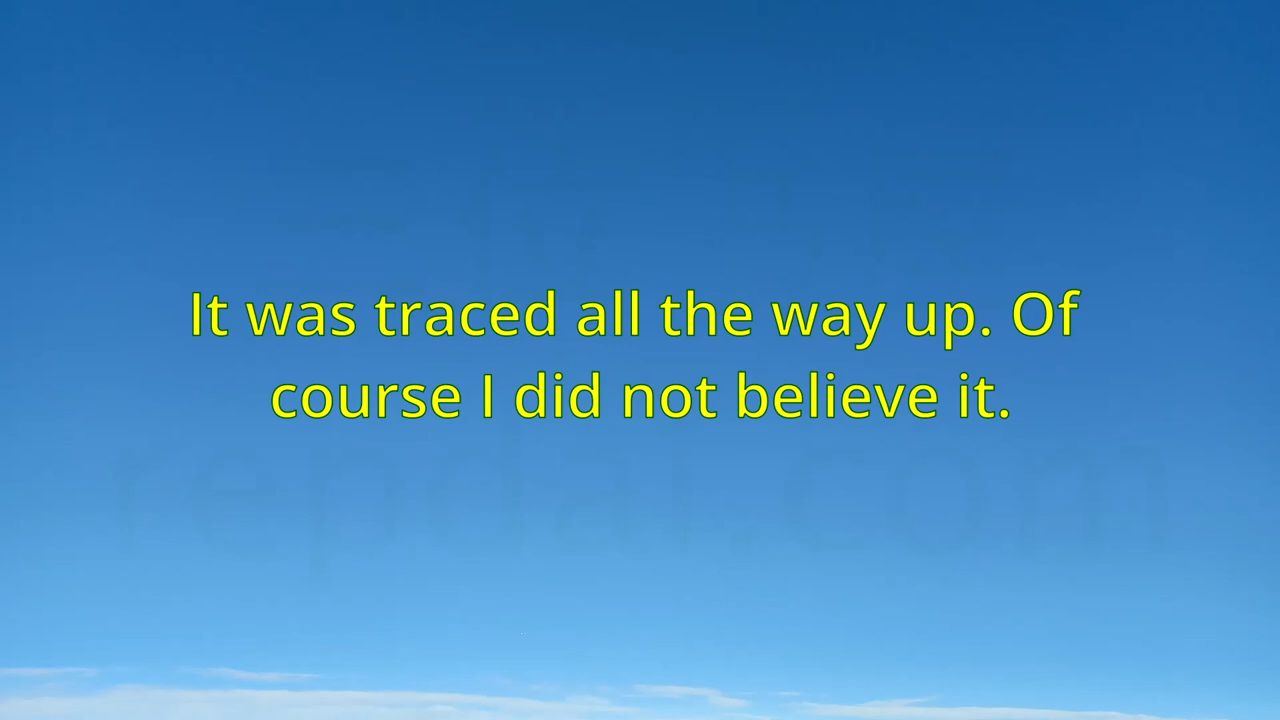 It was traced all the way up. Of
course I did not believe it.